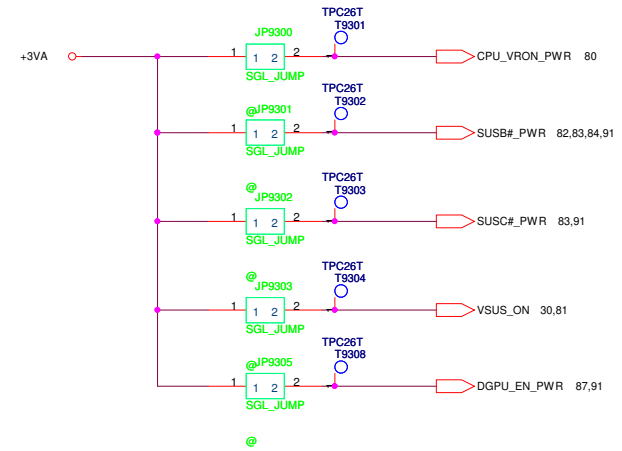 TPC26T
JP9300
T9301
+3VA
1
1 2
2
CPU_VRON_PWR 80
SGL_JUMP
TPC26T
T9302
@JP9301
1
1 2
2
SUSB#_PWR 82,83,84,91
SGL_JUMP
TPC26T
T9303
@
JP9302
1
1 2
2
SUSC#_PWR 83,91
SGL_JUMP
TPC26T
T9304
@
JP9303
1
1 2
2
VSUS_ON 30,81
SGL_JUMP
TPC26T
T9308
@JP9305
1
1 2
2
DGPU_EN_PWR 87,91
SGL_JUMP
@